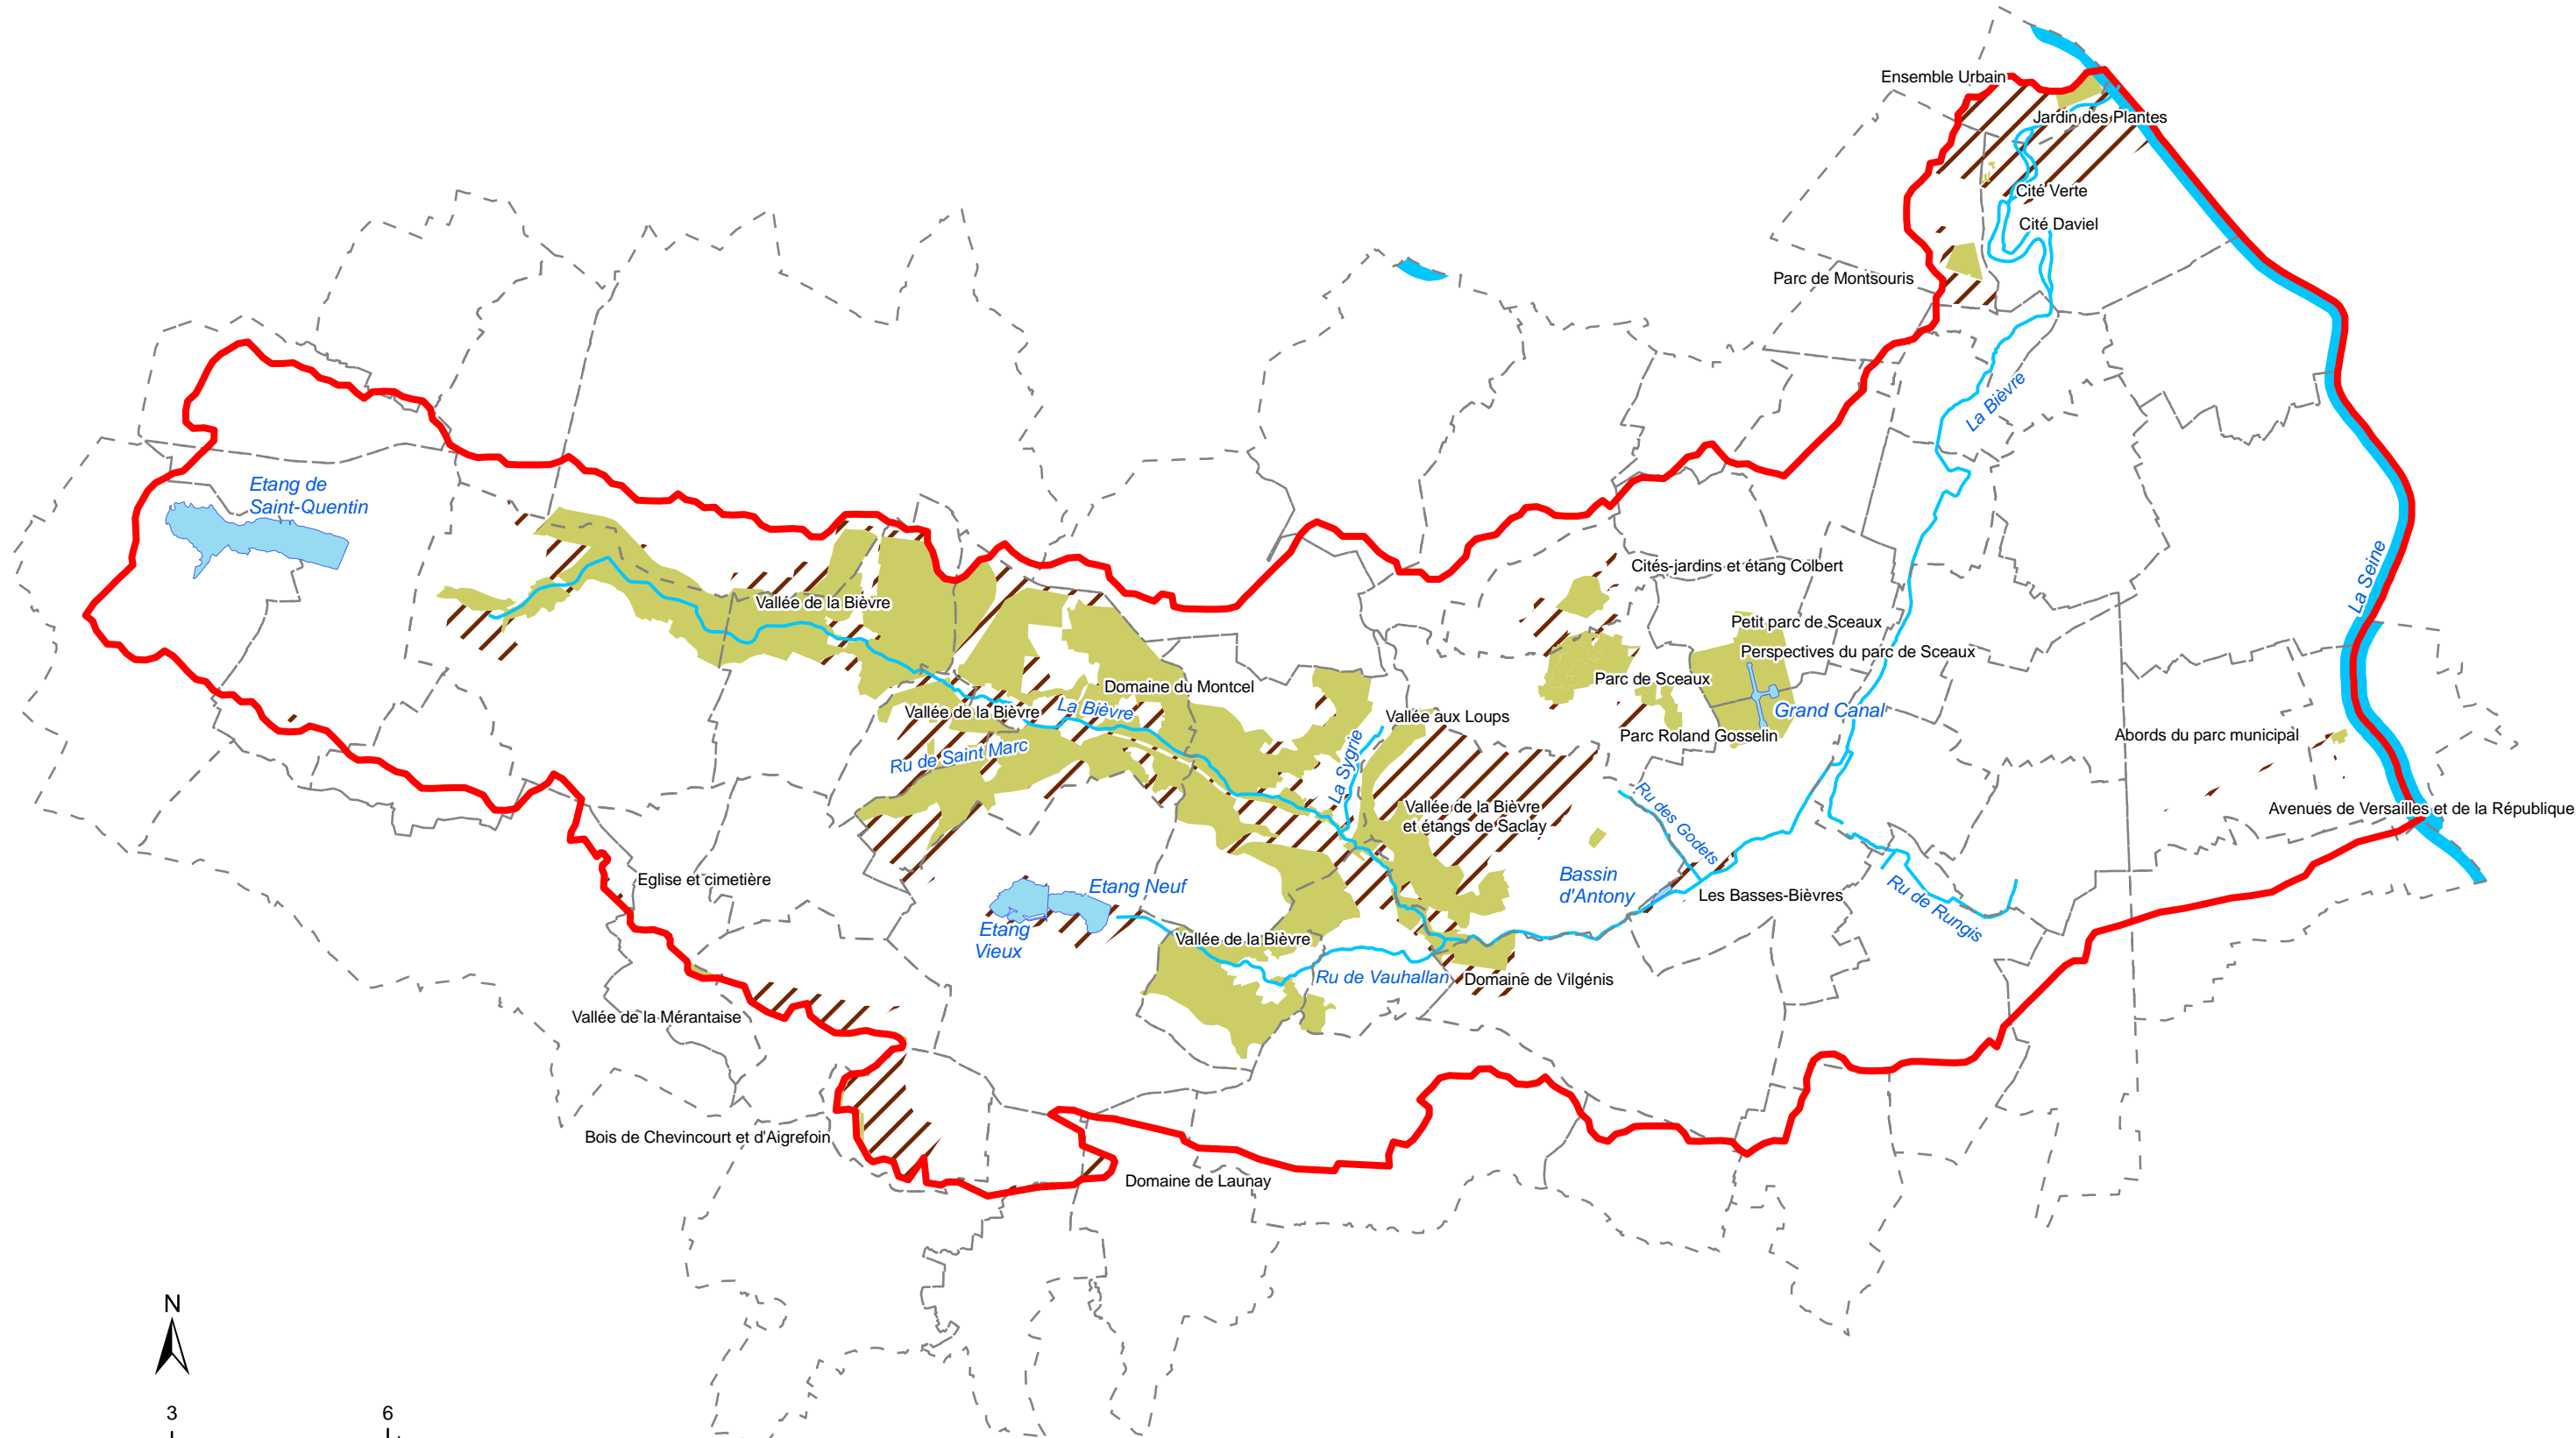 Ensemble Urbain
Jardin des Plantes
Cité Verte
Cité Daviel
Parc de Montsouris
La Bièvre
Etang de
Saint-Quentin
La Seine
Cités-jardins et étang Colbert
Vallée de la Bièvre
Petit parc de Sceaux
Perspectives du parc de Sceaux
Parc de Sceaux
Domaine du Montcel
Vallée de la Bièvre
La Bièvre
Grand Canal
Vallée aux Loups
Parc Roland Gosselin
Abords du parc municipal
Ru de Saint Marc
La Sygrie
Ru des Godets
Vallée de la Bièvre
et étangs de Saclay
Avenues de Versailles et de la République
Eglise et cimetière
Etang Neuf
Bassin
d'Antony
Les Basses-Bièvres
Ru de Rungis
Etang
Vieux
Vallée de la Bièvre
Ru de Vauhallan
Domaine de Vilgénis
Vallée de la Mérantaise
Bois de Chevincourt et d'Aigrefoin
Domaine de Launay
N
3
6